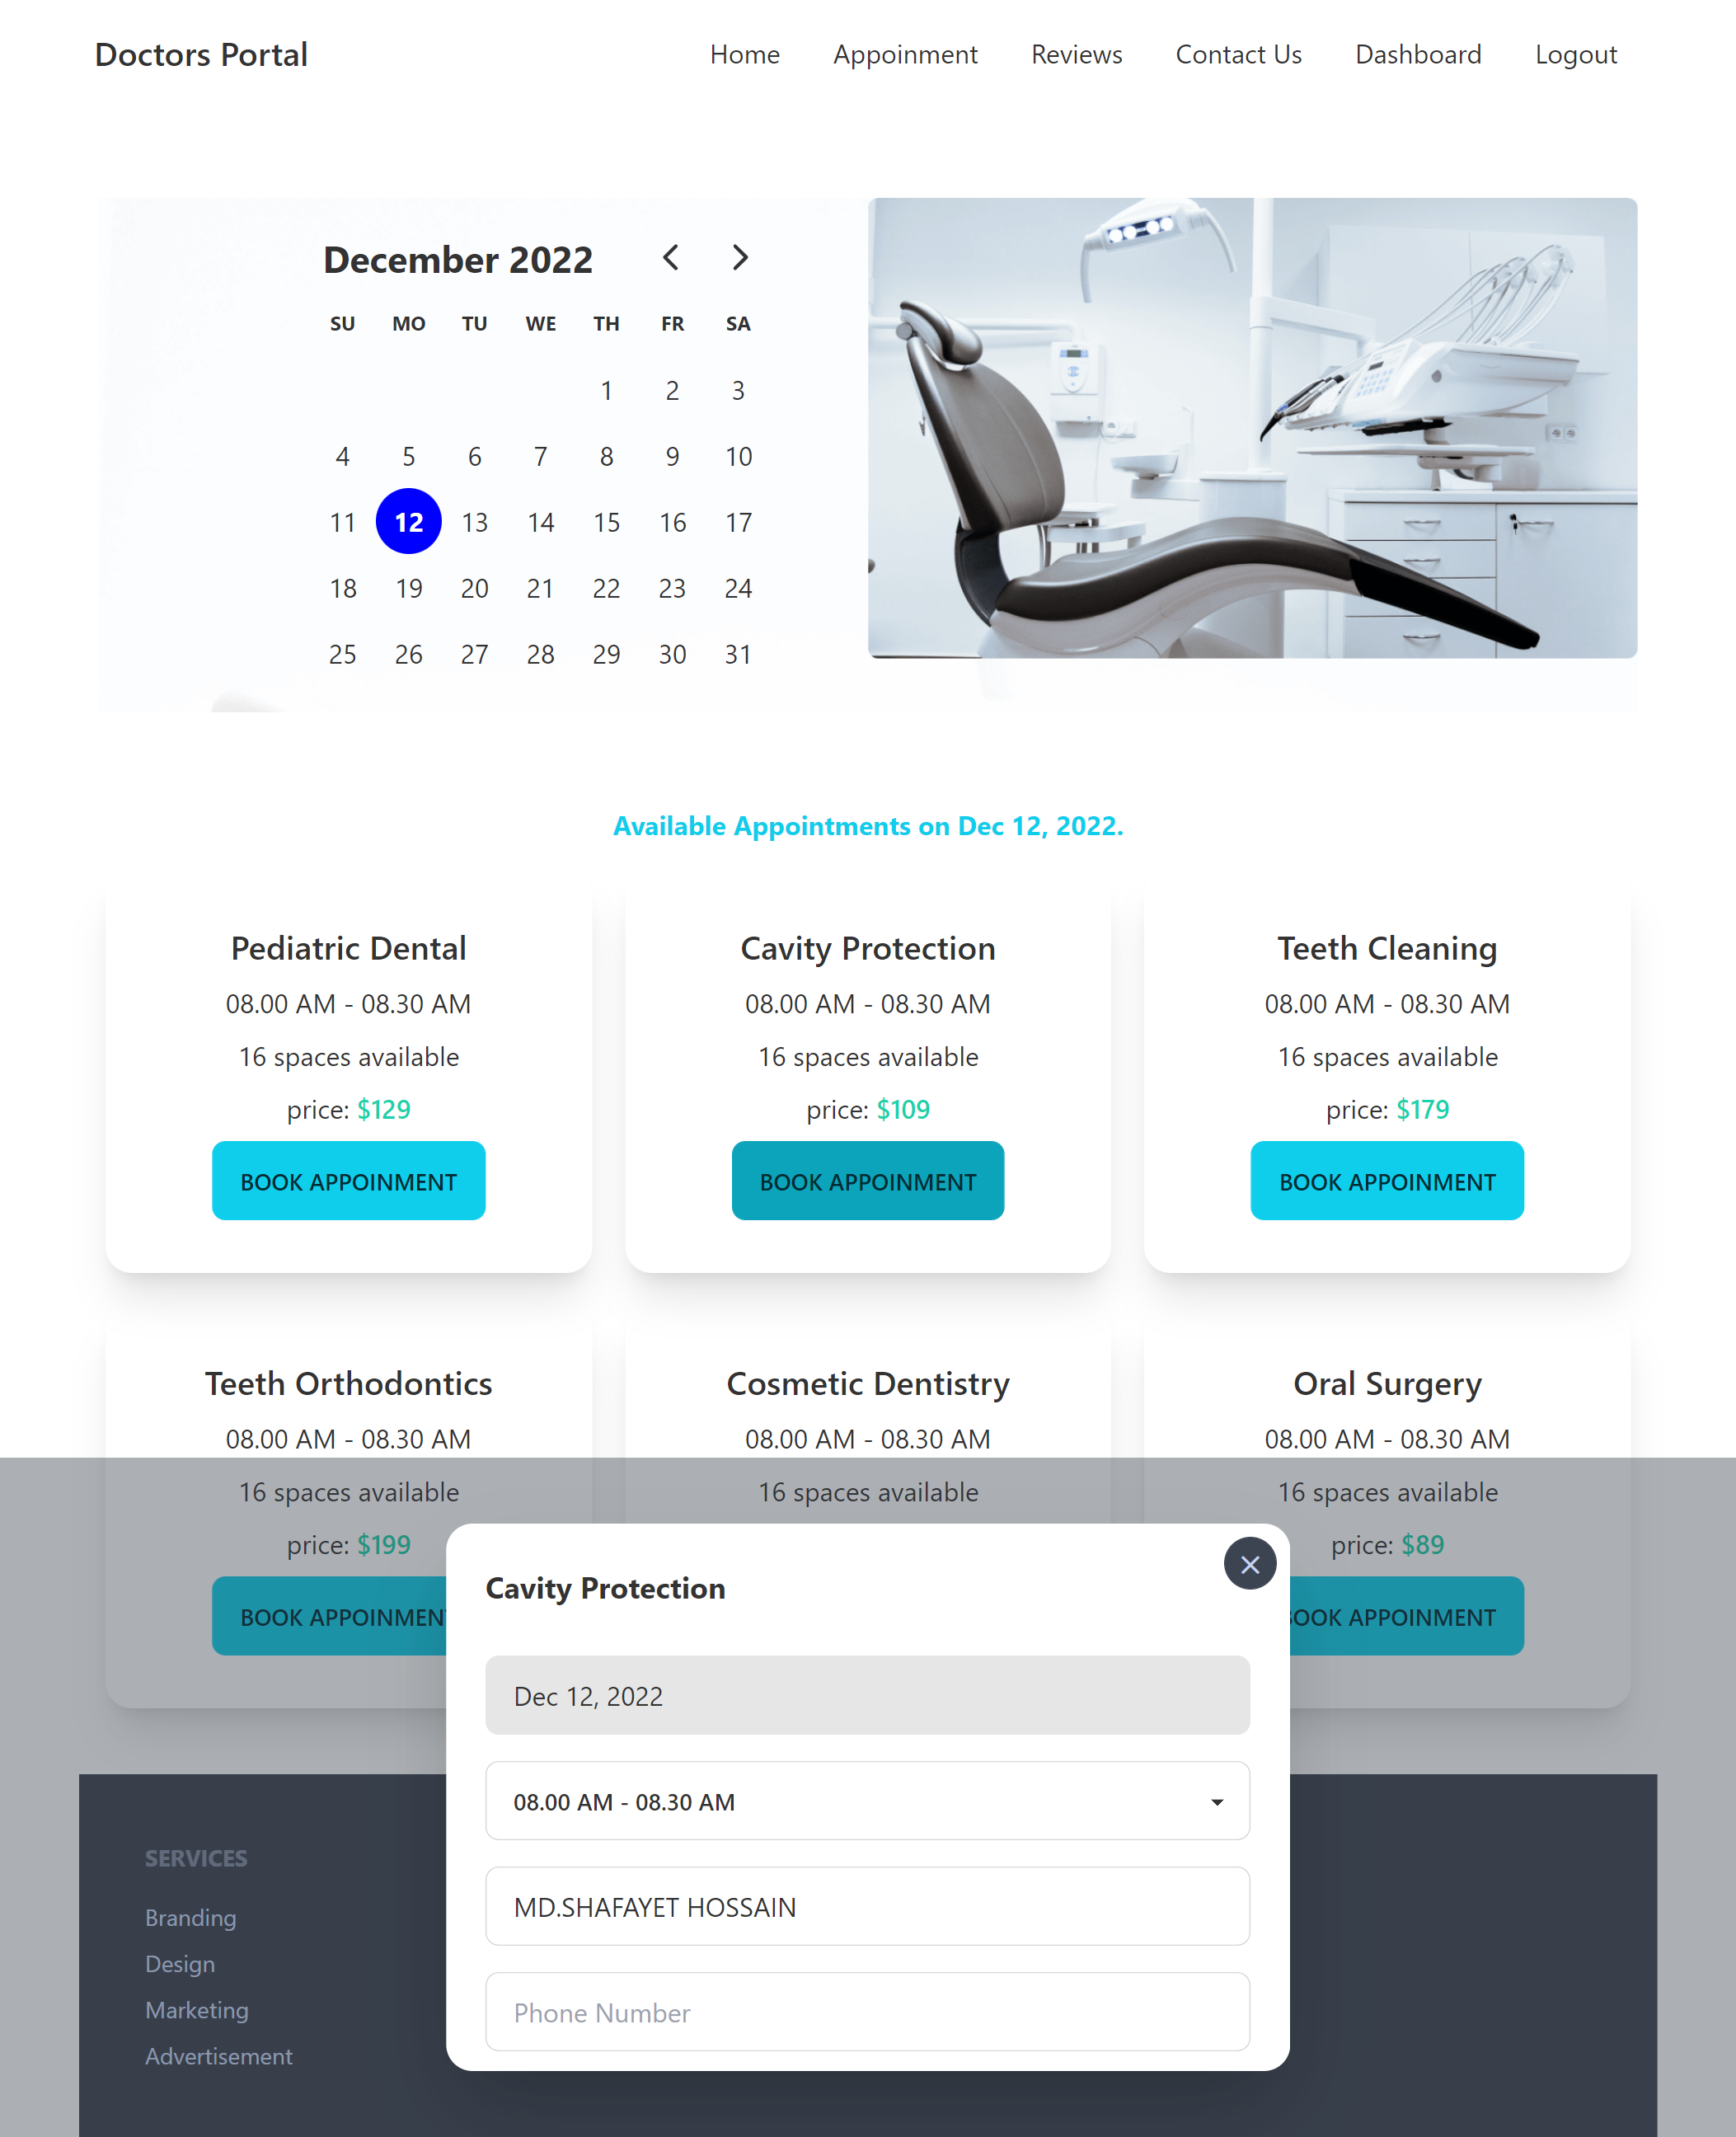 Doctors Portal
Home Appoinment Reviews Contact Us Dashboard Logout
December 2022
SU MO TU WE TH FR SA
1 2 3
4 5 6 7 8 9 10
11 12 13 14 15 16 17
18 19 20 21 22 23 24
25 26 27 28 29 30 31
Available Appointments on Dec 12, 2022.
Pediatric Dental
08.00 AM - 08.30 AM
16 spaces available
price: $129
BOOK APPOINMENT
Cavity Protection
08.00 AM - 08.30 AM
16 spaces available
price: $109
BOOK APPOINMENT
Teeth Cleaning
08.00 AM - 08.30 AM
16 spaces available
price: $179
BOOK APPOINMENT
Teeth Orthodontics
08.00 AM - 08.30 AM
16 spaces available
price: $199
BOOK APPOINMENT
Cosmetic Dentistry
08.00 AM - 08.30 AM
16 spaces available
Oral Surgery
08.00 AM - 08.30 AM
16 spaces available
price: $89
BOOK APPOINMENT
Cavity Protection
Dec 12, 2022
08.00 AM - 08.30 AM
MD.SHAFAYET HOSSAIN
Phone Number
SERVICES
Branding
Design
Marketing
Advertisement